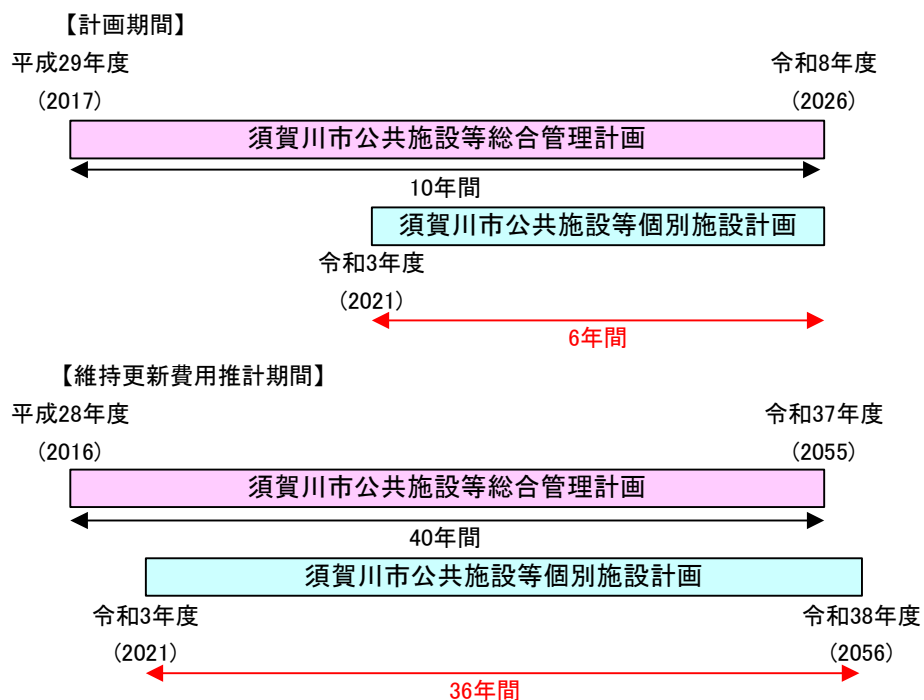 【計画期間】
平成29年度 令和8年度
（2017） （2026）
須賀川市公共施設等総合管理計画
10年間
須賀川市公共施設等個別施設計画
令和3年度
（2021）
6年間
【維持更新費用推計期間】
平成28年度 令和37年度
（2016） （2055）
須賀川市公共施設等総合管理計画
40年間
須賀川市公共施設等個別施設計画
令和3年度 令和38年度
（2021） （2056）
36年間